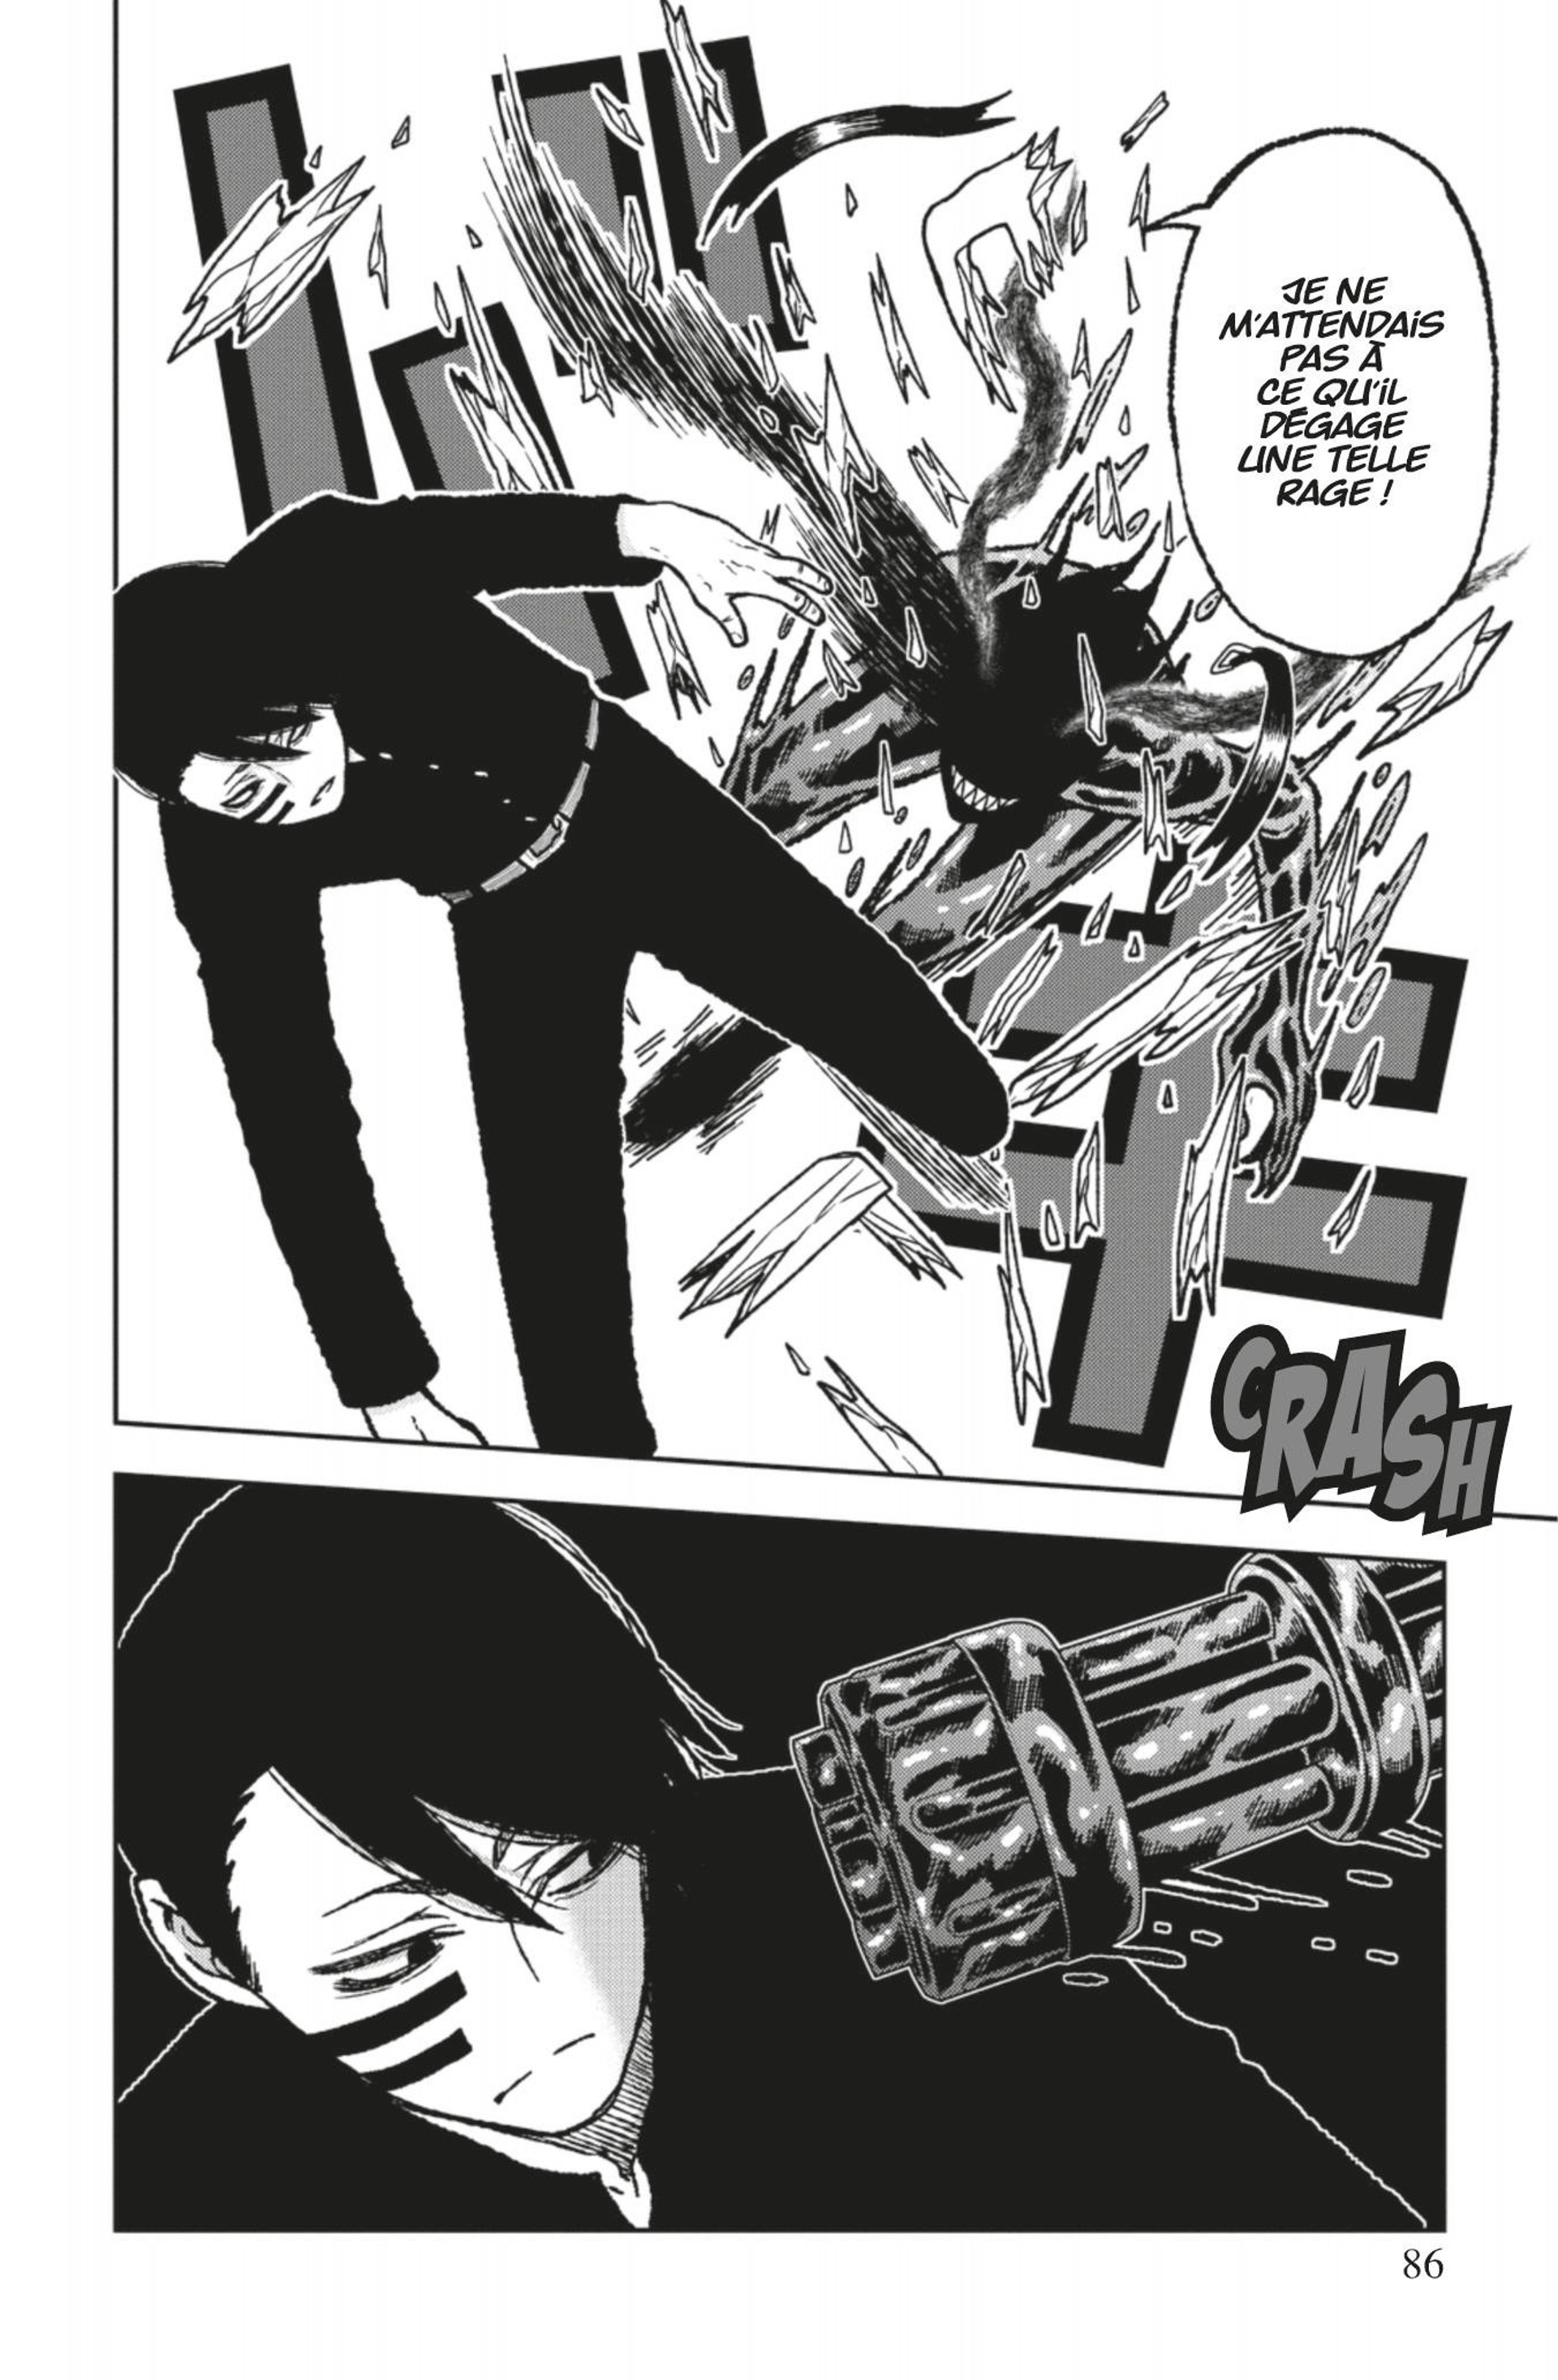 JE NE
M'ATTENDAIS
PAS À
CE QU'IL
DÉGAGE
UNE TELLE
RAGE !
CRASH
86